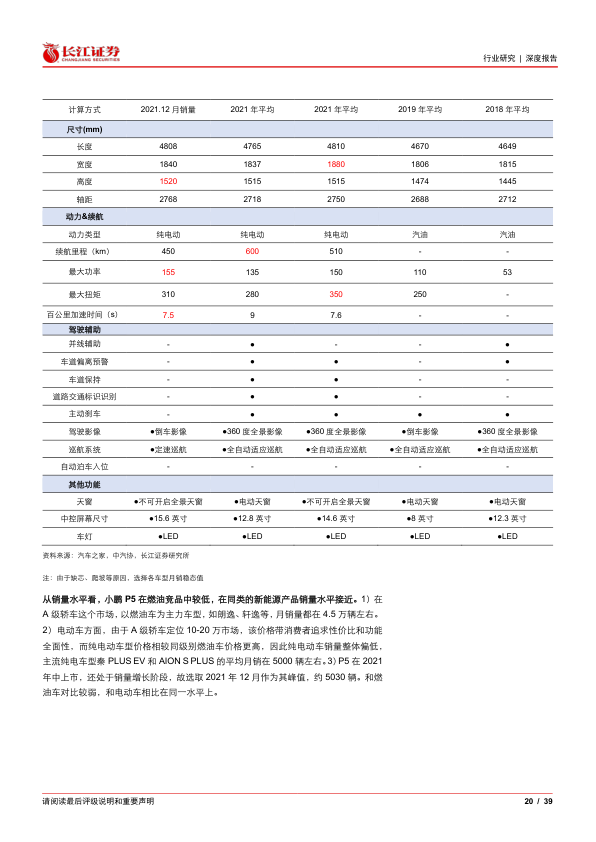 长江证券
CHANGJIANG SECURITIES
行业研究 | 深度报告
计算方式 2021.12 月销量 2021 年平均 2021 年平均 2019 年平均 2018 年平均
尺寸(mm)
长度 4808 4765 4810 4670 4649
宽度 1840 1837 1880 1806 1815
高度 1520 1515 1515 1474 1445
轴距 2768 2718 2750 2688 2712
动力&续航
动力类型 纯电动 纯电动 纯电动 汽油 汽油
续航里程（km） 450 600 510 - -
最大功率 155 135 150 110 53
最大扭矩 310 280 350 250 -
百公里加速时间（s） 7.5 9 7.6 - -
驾驶辅助
并线辅助 - ● - - ●
车道偏离预警 - ● ● - ●
车道保持 - ● ● - -
道路交通标识识别 - ● ● - -
主动刹车 - ● ● ● ●
驾驶影像 ●倒车影像 ●360 度全景影像 ●360 度全景影像 ●倒车影像 ●360 度全景影像
巡航系统 ●定速巡航 ●全自动适应巡航 ●全自动适应巡航 ●全自动适应巡航 ●全自动适应巡航
自动泊车入位 - - - - -
其他功能
天窗 ●不可开启全景天窗 ●电动天窗 ●不可开启全景天窗 ●电动天窗 ●电动天窗
中控屏幕尺寸 ●15.6 英寸 ●12.8 英寸 ●14.6 英寸 ●8 英寸 ●12.3 英寸
车灯 ●LED ●LED ●LED ●LED ●LED
资料来源：汽车之家，中汽协，长江证券研究所
注：由于缺芯、爬坡等原因，选择各车型月销稳态值
从销量水平看，小鹏 P5 在燃油竞品中较低，在同类的新能源产品销量水平接近。1）在
A 级轿车这个市场，以燃油车为主力车型，如朗逸、轩逸等，月销量都在 4.5 万辆左右。
2）电动车方面，由于 A 级轿车定位 10-20 万市场，该价格带消费者追求性价比和功能
全面性，而纯电动车型价格相较同级别燃油车价格更高，因此纯电动车销量整体偏低，
主流纯电车型秦 PLUS EV 和 AION S PLUS 的平均月销在 5000 辆左右。3）P5 在 2021
年中上市，还处于销量增长阶段，故选取 2021 年 12 月作为其峰值，约 5030 辆。和燃
油车对比较弱，和电动车相比在同一水平上。
请阅读最后评级说明和重要声明
20 / 39